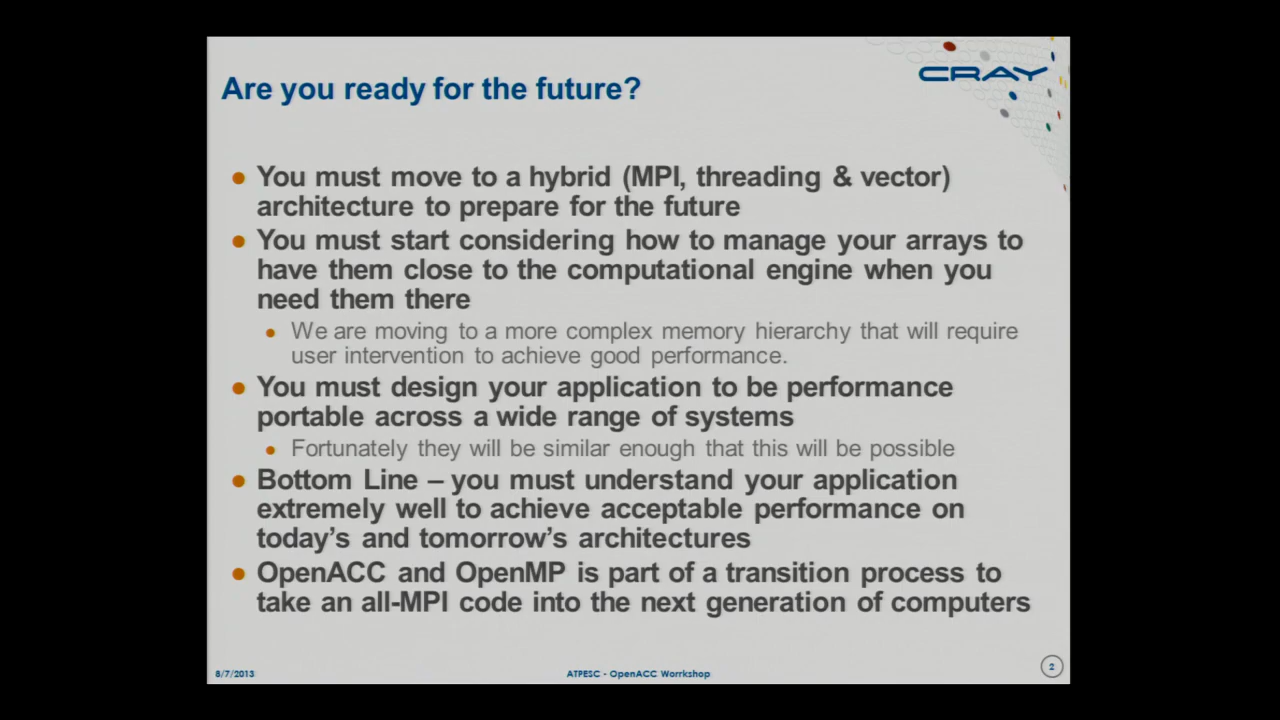 CRAY
Are you ready for the future?
You must move to a hybrid (MPI, threading & vector)
architecture to prepare for the future
You must start considering how to manage your arrays to
have them close to the computational engine when you
need them there
We are moving to a more complex memory hierarchy that will require
user intervention to achieve good performance.
You must design your application to be performance
portable across a wide range of systems
Fortunately they will be similar enough that this will be possible
Bottom Line – you must understand your application
extremely well to achieve acceptable performance on
today’s and tomorrow’s architectures
OpenACC and OpenMP is part of a transition process to
take an all-MPI code into the next generation of computers
8/7/2013
ATPESC - OpenACC Worrkshop
2